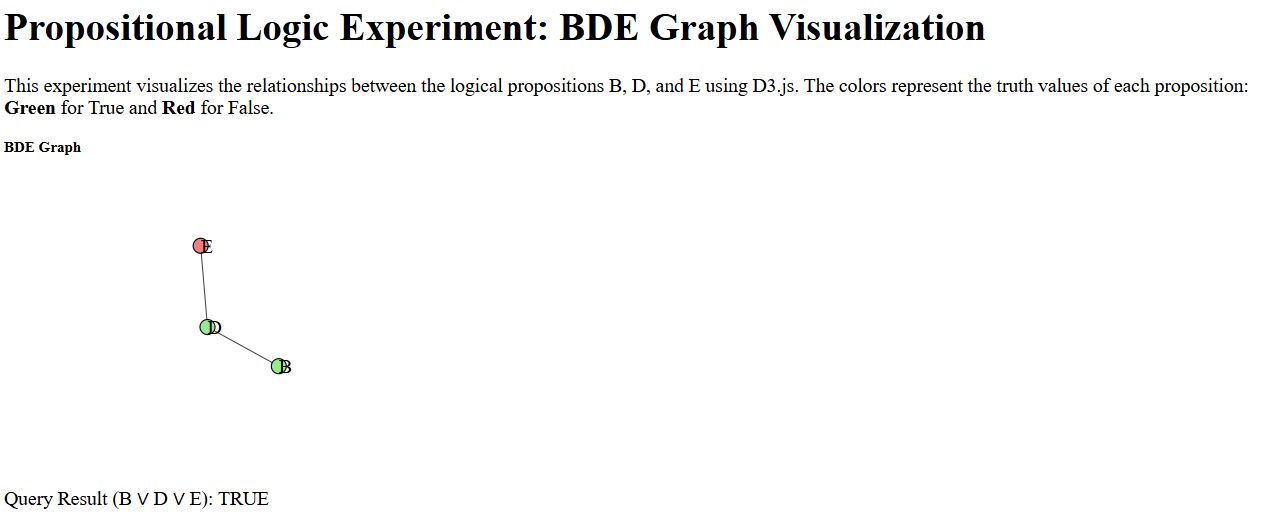 Propositional Logic Experiment: BDE Graph Visualization
This experiment visualizes the relationships between the logical propositions B, D, and E using D3.js. The colors represent the truth values of each proposition:
Green for True and Red for False.
BDE Graph
E
D
B
Query Result (B ∨ D ∨ E): TRUE